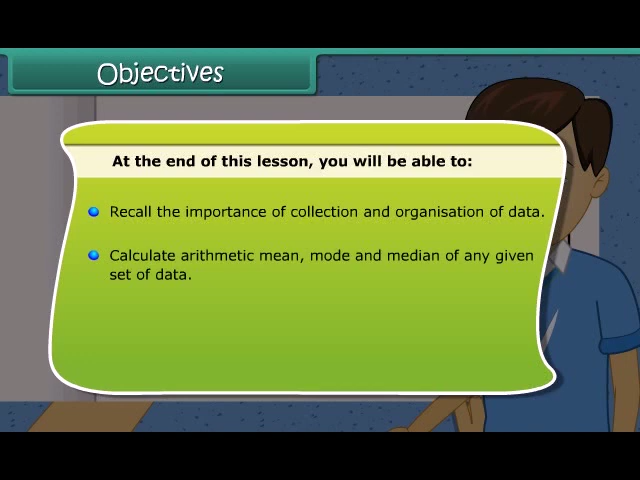 Objectives
At the end of this lesson, you will be able to:
Recall the importance of collection and organisation of data.
Calculate arithmetic mean, mode and median of any given
set of data.